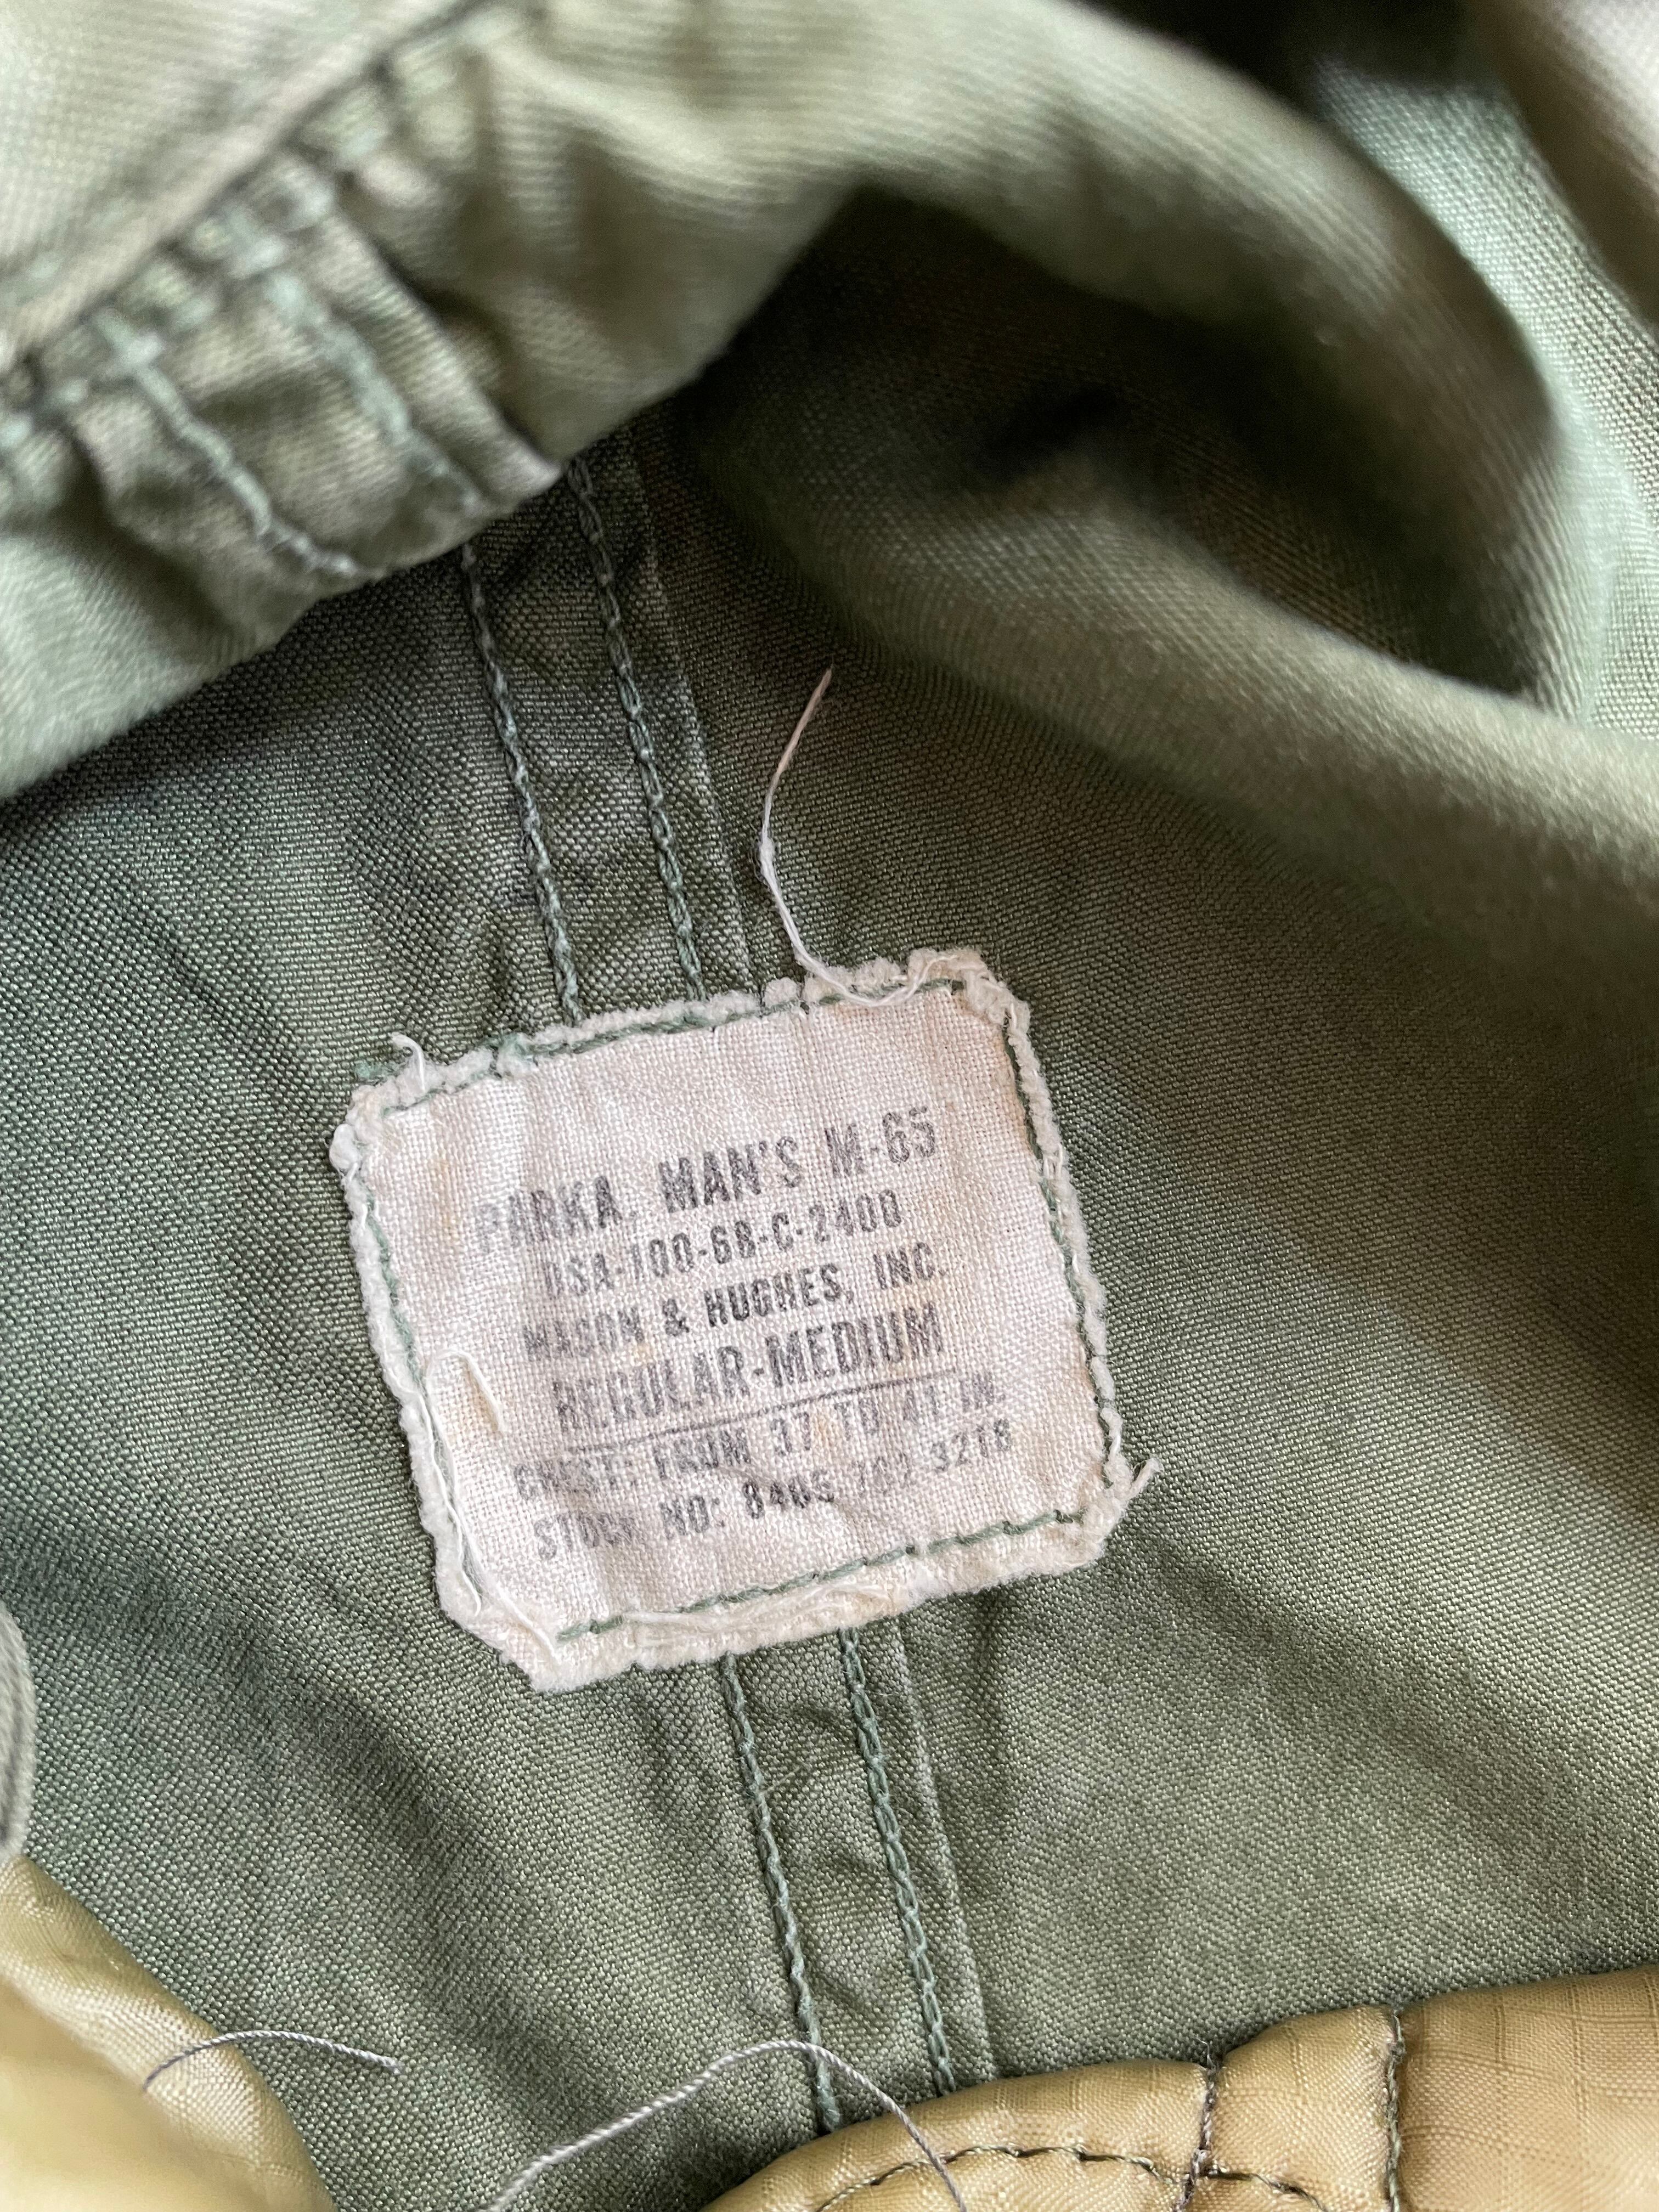 PARKA, MAN'S M-65
DSA-100-68-C-2400
MASON & HUGHES, INC.
REGULAR-MEDIUM
CHEST: FROM 37 TO 41 IN.
STOCK NO: 8405-782-3218